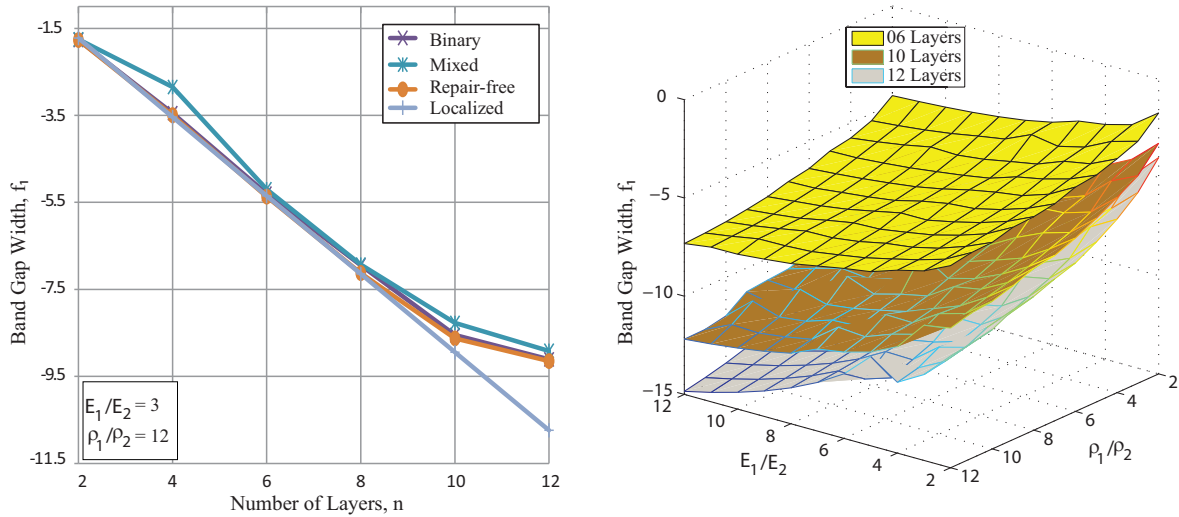 -1.5
-3.5
-5.5
-7.5
-9.5
-11.5
Band Gap Width, f1
Binary
Mixed
Repair-free
Localized
E1/E2 = 3
ρ1/ρ2 = 12
2 4 6 8 10 12
Number of Layers, n
06 Layers
10 Layers
12 Layers
0
−5
−10
−15
Band Gap Width, f1
12 10 8 6 4 2
E1/E2
12 10 8 6 4 2
ρ1/ρ2